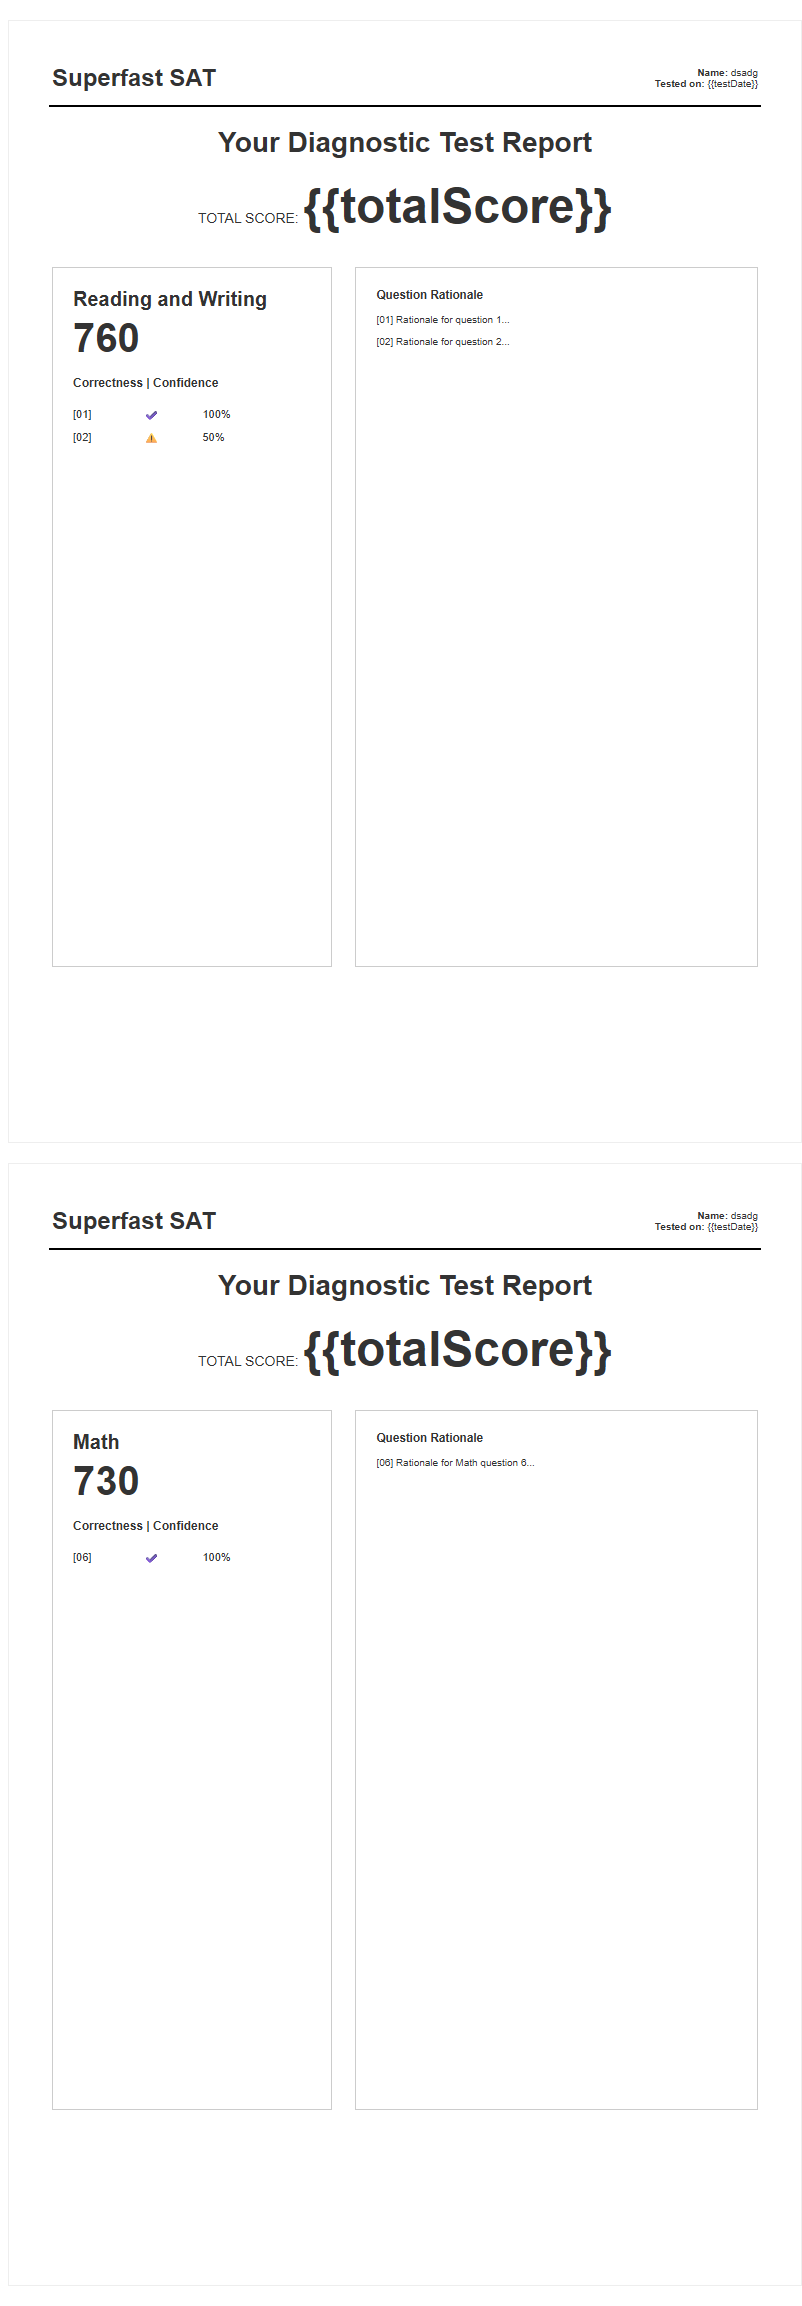 Superfast SAT
Name: dsadg
Tested on: {{testDate}}
Your Diagnostic Test Report
TOTAL SCORE: {{totalScore}}
Reading and Writing
760
Correctness | Confidence
[01] 100%
[02] 50%
Question Rationale
[01] Rationale for question 1...
[02] Rationale for question 2...
Superfast SAT
Name: dsadg
Tested on: {{testDate}}
Your Diagnostic Test Report
TOTAL SCORE: {{totalScore}}
Math
730
Correctness | Confidence
[06] 100%
Question Rationale
[06] Rationale for Math question 6...